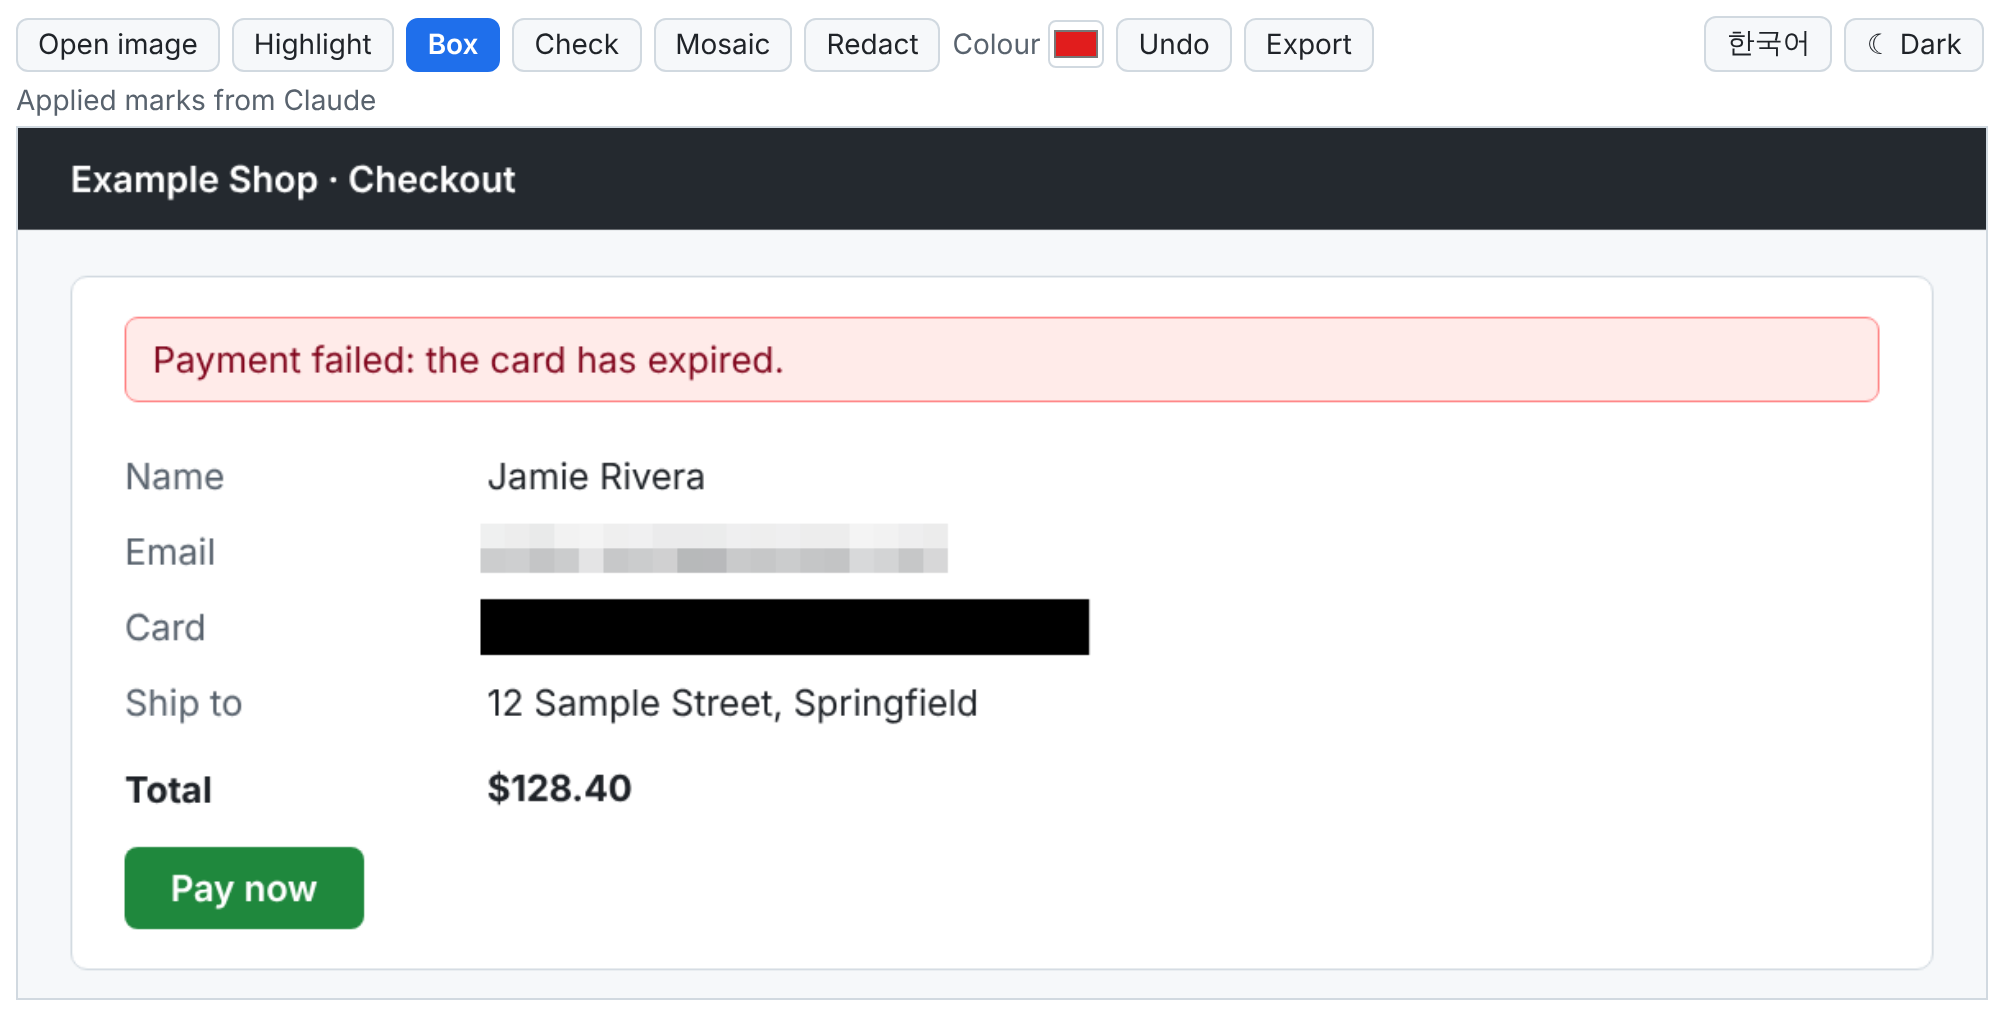 Open image Highlight Box Check Mosaic Redact Colour Undo Export 한국어 ☾ Dark
Applied marks from Claude
Example Shop · Checkout
Payment failed: the card has expired.
Name Jamie Rivera
Email
Card
Ship to 12 Sample Street, Springfield
Total $128.40
Pay now